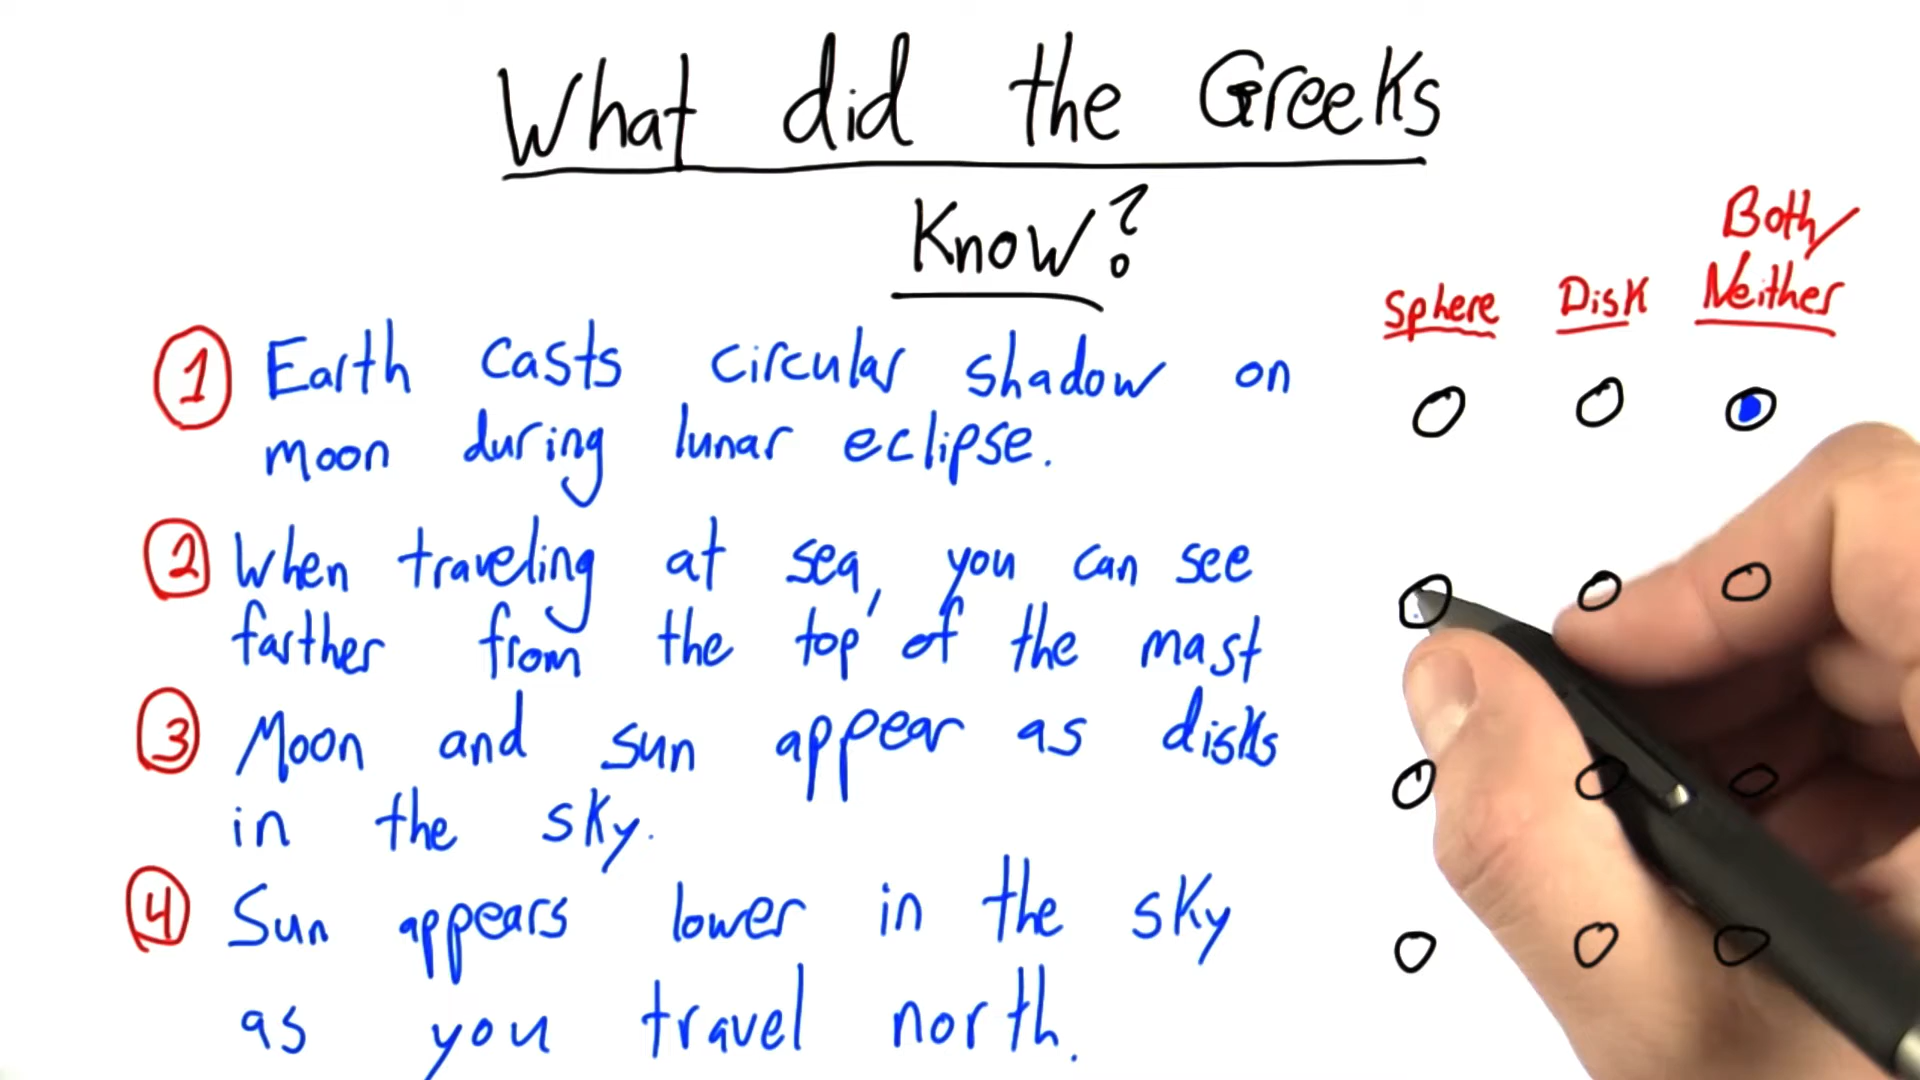 What did the Greeks
Know?
Sphere
Disk
Both/
Neither
1 Earth casts circular shadow on
moon during lunar eclipse.
2 When traveling at sea, you can see
farther from the top of the mast
3 Moon and sun appear as disks
in the sky.
4 Sun appears lower in the sky
as you travel north.